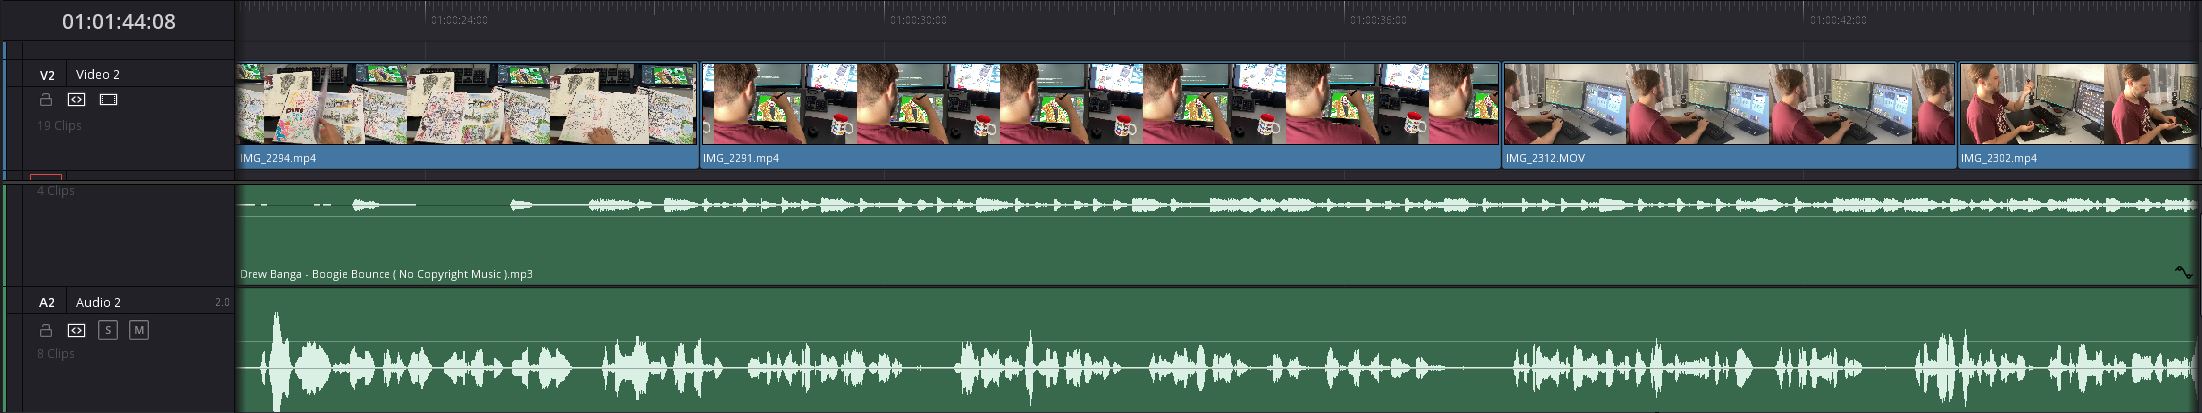 01:01:44:08
01:00:24:00 01:00:30:00 01:00:36:00 01:00:42:00
V2 Video 2
19 Clips
IMG_2294.mp4 IMG_2291.mp4 IMG_2312.MOV IMG_2302.mp4
4 Clips
Drew Banga - Boogie Bounce ( No Copyright Music ).mp3
A2 Audio 2 2.0
S M
8 Clips